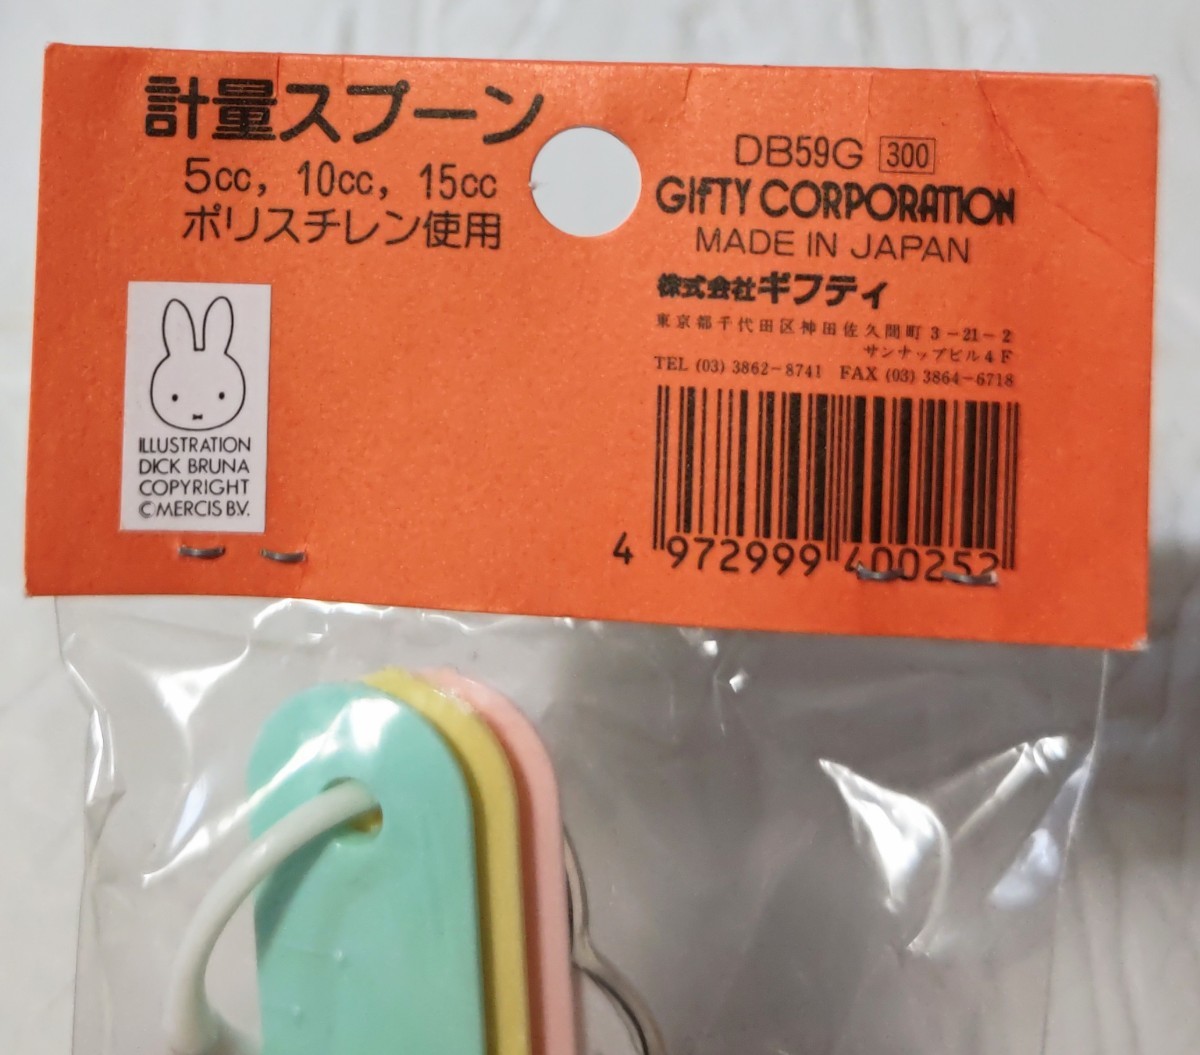 計量スプーン
5cc, 10cc, 15cc
ポリスチレン使用
ILLUSTRATION
DICK BRUNA
COPYRIGHT
©MERCIS B.V.
DB59G 300
GIFTY CORPORATION
MADE IN JAPAN
株式会社ギフティ
東京都千代田区神田佐久間町3-21-2
サンナップビル4F
TEL (03) 3862-8741 FAX (03) 3864-6718
4 972999 400252